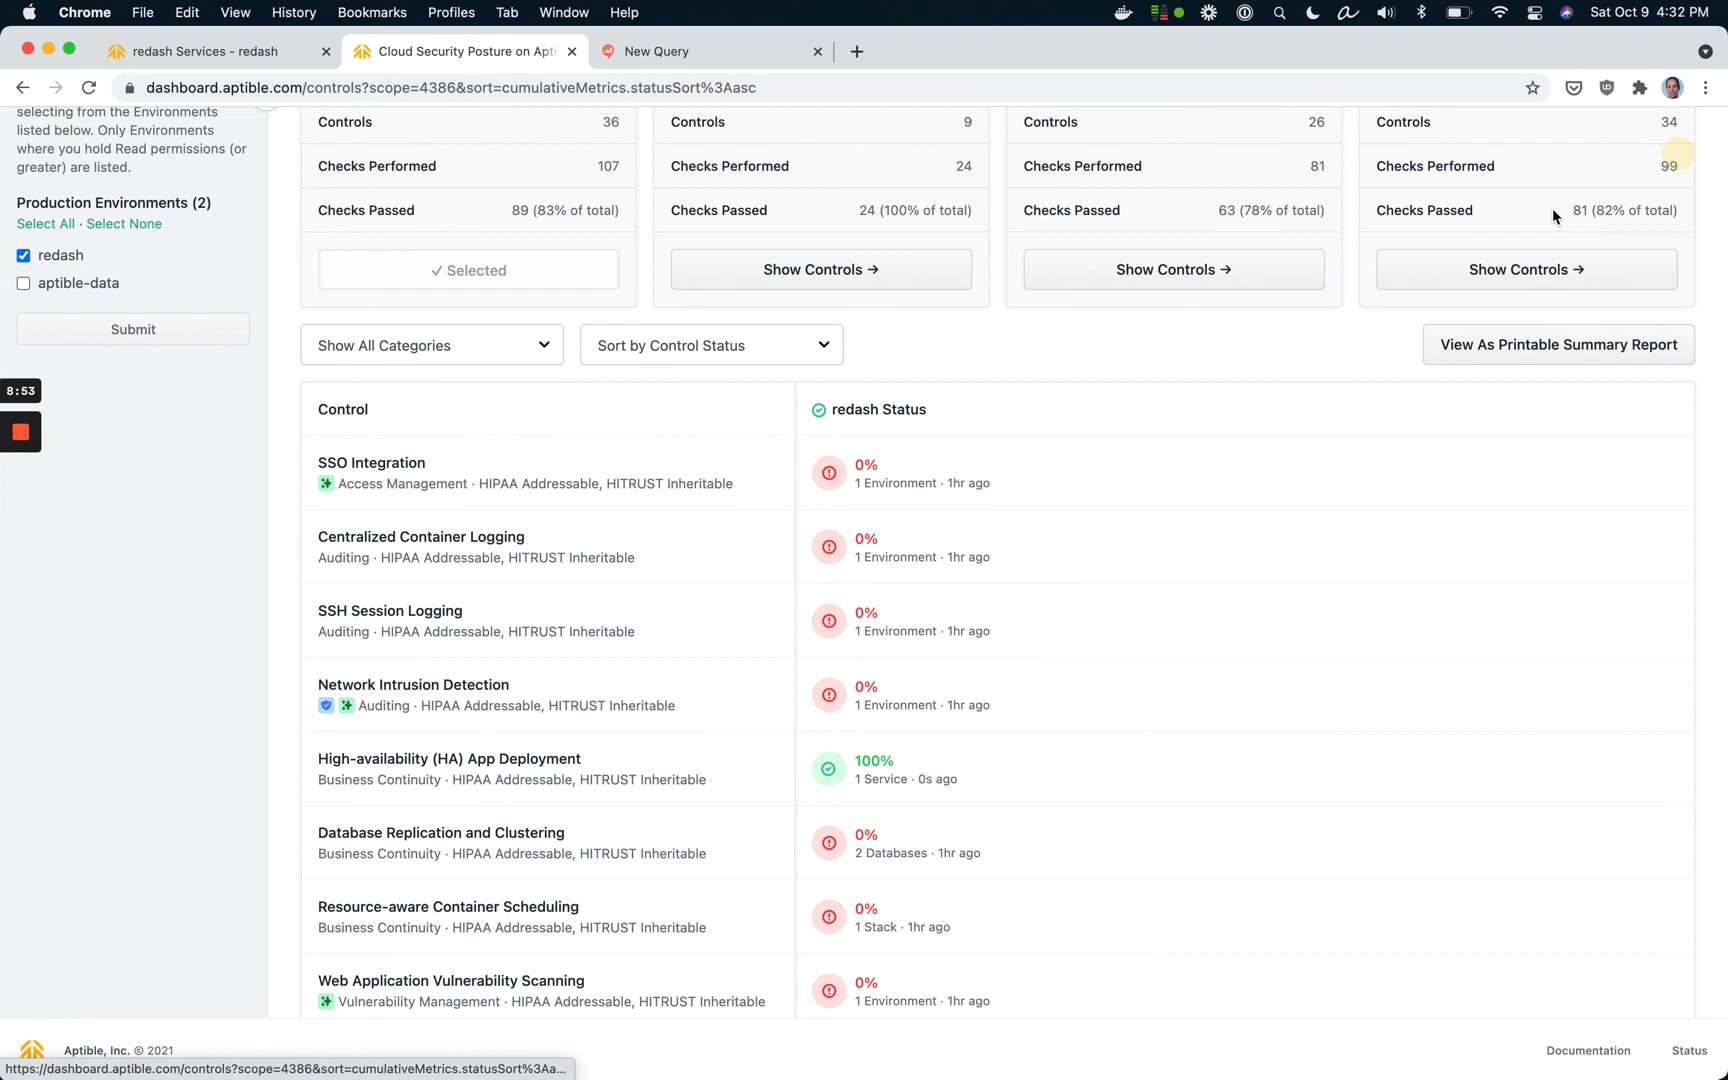 Chrome File Edit View History Bookmarks Profiles Tab Window Help Sat Oct 9 4:32 PM
redash Services - redash Cloud Security Posture on Apti New Query
dashboard.aptible.com/controls?scope=4386&sort=cumulativeMetrics.statusSort%3Aasc
selecting from the Environments
listed below. Only Environments
where you hold Read permissions (or
greater) are listed.
Production Environments (2)
Select All · Select None
redash
aptible-data
Submit
8:53
Controls 36
Checks Performed 107
Checks Passed 89 (83% of total)
✓ Selected
Controls 9
Checks Performed 24
Checks Passed 24 (100% of total)
Show Controls →
Controls 26
Checks Performed 81
Checks Passed 63 (78% of total)
Show Controls →
Controls 34
Checks Performed 99
Checks Passed 81 (82% of total)
Show Controls →
Show All Categories Sort by Control Status View As Printable Summary Report
Control redash Status
SSO Integration
Access Management · HIPAA Addressable, HITRUST Inheritable
0%
1 Environment · 1hr ago
Centralized Container Logging
Auditing · HIPAA Addressable, HITRUST Inheritable
0%
1 Environment · 1hr ago
SSH Session Logging
Auditing · HIPAA Addressable, HITRUST Inheritable
0%
1 Environment · 1hr ago
Network Intrusion Detection
Auditing · HIPAA Addressable, HITRUST Inheritable
0%
1 Environment · 1hr ago
High-availability (HA) App Deployment
Business Continuity · HIPAA Addressable, HITRUST Inheritable
100%
1 Service · 0s ago
Database Replication and Clustering
Business Continuity · HIPAA Addressable, HITRUST Inheritable
0%
2 Databases · 1hr ago
Resource-aware Container Scheduling
Business Continuity · HIPAA Addressable, HITRUST Inheritable
0%
1 Stack · 1hr ago
Web Application Vulnerability Scanning
Vulnerability Management · HIPAA Addressable, HITRUST Inheritable
0%
1 Environment · 1hr ago
Aptible, Inc. © 2021 Documentation Status
https://dashboard.aptible.com/controls?scope=4386&sort=cumulativeMetrics.statusSort%3Aa...